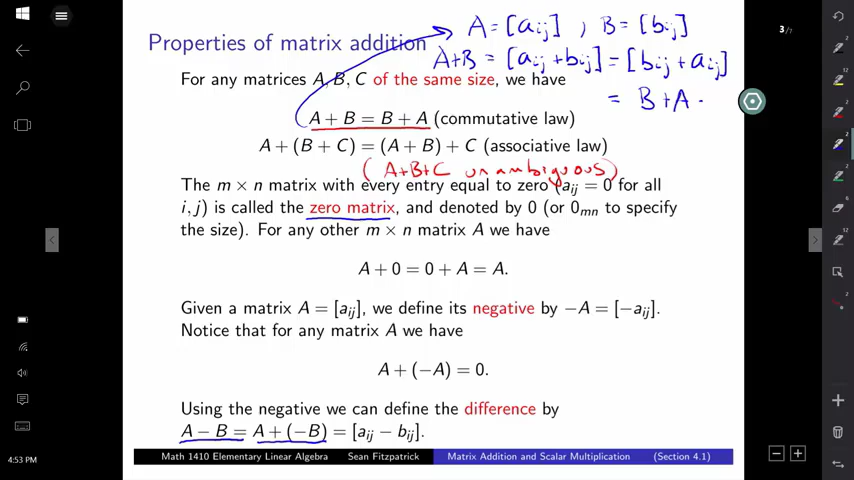 A = [aij] , B = [bij]
3/7
Properties of matrix addition
A+B = [aij + bij] = [bij + aij]
For any matrices A, B, C of the same size, we have
= B+A .
A + B = B + A (commutative law)
A + (B + C) = (A + B) + C (associative law)
( A+B+C unambiguous)
The m × n matrix with every entry equal to zero (aij = 0 for all
i, j) is called the zero matrix, and denoted by 0 (or 0mn to specify
the size). For any other m × n matrix A we have
A + 0 = 0 + A = A.
Given a matrix A = [aij], we define its negative by −A = [−aij].
Notice that for any matrix A we have
A + (−A) = 0.
Using the negative we can define the difference by
A − B = A + (−B) = [aij − bij].
4:53 PM
Math 1410 Elementary Linear Algebra Sean Fitzpatrick Matrix Addition and Scalar Multiplication (Section 4.1)